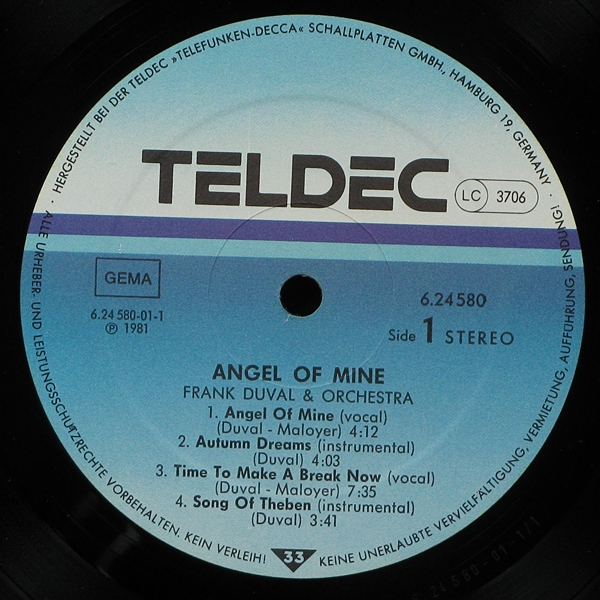 · HERGESTELLT BEI DER TELDEC »TELEFUNKEN-DECCA« SCHALLPLATTEN GMBH., HAMBURG 19, GERMANY ·
TELDEC
LC 3706
GEMA
6.24 580-01-1
℗ 1981
6.24580
Side 1 STEREO
ANGEL OF MINE
FRANK DUVAL & ORCHESTRA
1. Angel Of Mine (vocal)
(Duval - Maloyer) 4:12
2. Autumn Dreams (instrumental)
(Duval) 4:03
3. Time To Make A Break Now (vocal)
(Duval - Maloyer) 7:35
4. Song Of Theben (instrumental)
(Duval) 3:41
33
ALLE URHEBER- UND LEISTUNGSSCHUTZRECHTE VORBEHALTEN. KEIN VERLEIH! KEINE UNERLAUBTE VERVIELFÄLTIGUNG, VERMIETUNG, AUFFÜHRUNG, SENDUNG!